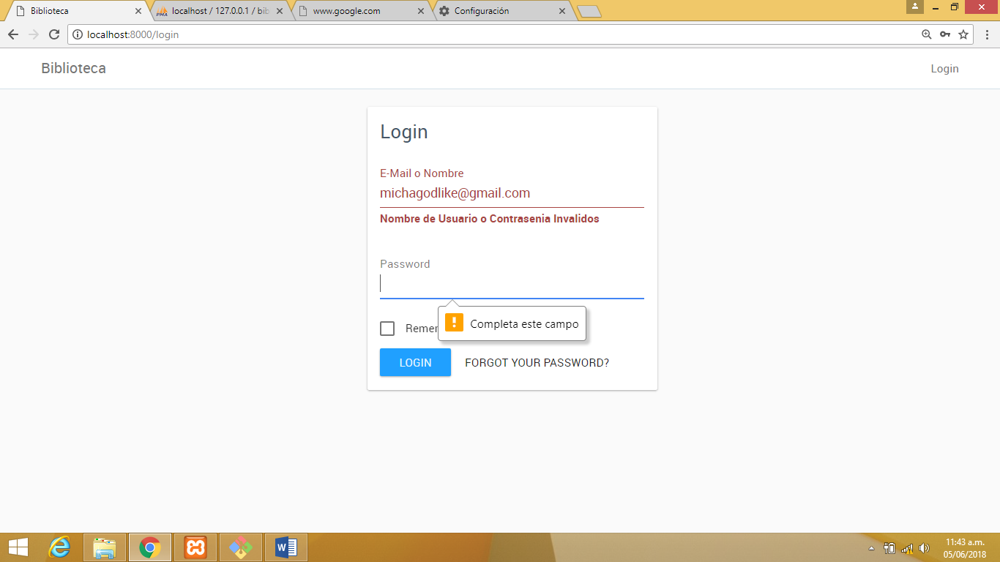 Biblioteca
localhost / 127.0.0.1 / bib
www.google.com
Configuración
localhost:8000/login
Biblioteca
Login
Login
E-Mail o Nombre
michagodlike@gmail.com
Nombre de Usuario o Contrasenia Invalidos
Password
Completa este campo
Remem
LOGIN
FORGOT YOUR PASSWORD?
11:43 a.m.
05/06/2018